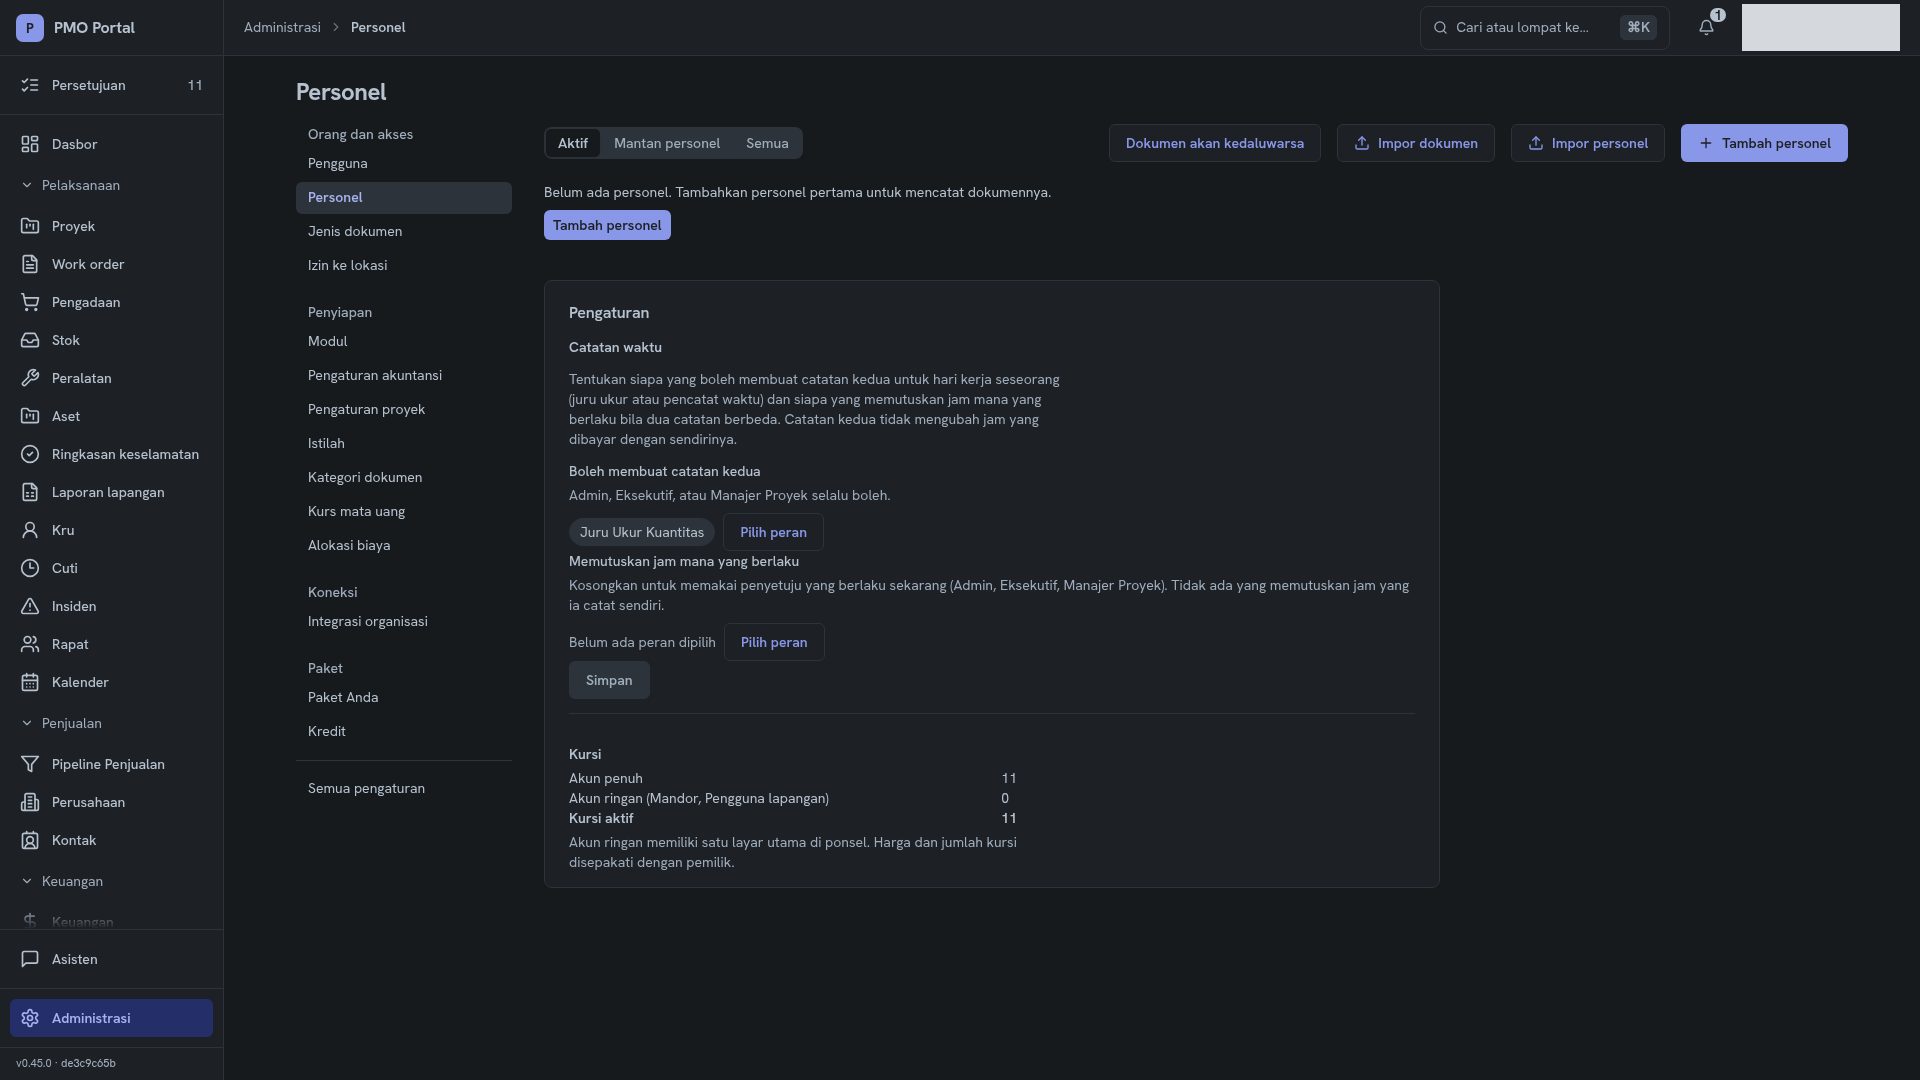 P PMO Portal
Administrasi > Personel
Cari atau lompat ke... ⌘K
1
Persetujuan 11
Dasbor
Pelaksanaan
Proyek
Work order
Pengadaan
Stok
Peralatan
Aset
Ringkasan keselamatan
Laporan lapangan
Kru
Cuti
Insiden
Rapat
Kalender
Penjualan
Pipeline Penjualan
Perusahaan
Kontak
Keuangan
Keuangan
Asisten
Administrasi
v0.45.0 · de3c9c65b
Personel
Orang dan akses
Pengguna
Personel
Jenis dokumen
Izin ke lokasi
Penyiapan
Modul
Pengaturan akuntansi
Pengaturan proyek
Istilah
Kategori dokumen
Kurs mata uang
Alokasi biaya
Koneksi
Integrasi organisasi
Paket
Paket Anda
Kredit
Semua pengaturan
Aktif Mantan personel Semua
Dokumen akan kedaluwarsa Impor dokumen Impor personel + Tambah personel
Belum ada personel. Tambahkan personel pertama untuk mencatat dokumennya.
Tambah personel
Pengaturan
Catatan waktu
Tentukan siapa yang boleh membuat catatan kedua untuk hari kerja seseorang
(juru ukur atau pencatat waktu) dan siapa yang memutuskan jam mana yang
berlaku bila dua catatan berbeda. Catatan kedua tidak mengubah jam yang
dibayar dengan sendirinya.
Boleh membuat catatan kedua
Admin, Eksekutif, atau Manajer Proyek selalu boleh.
Juru Ukur Kuantitas Pilih peran
Memutuskan jam mana yang berlaku
Kosongkan untuk memakai penyetuju yang berlaku sekarang (Admin, Eksekutif, Manajer Proyek). Tidak ada yang memutuskan jam yang
ia catat sendiri.
Belum ada peran dipilih Pilih peran
Simpan
Kursi
Akun penuh 11
Akun ringan (Mandor, Pengguna lapangan) 0
Kursi aktif 11
Akun ringan memiliki satu layar utama di ponsel. Harga dan jumlah kursi
disepakati dengan pemilik.